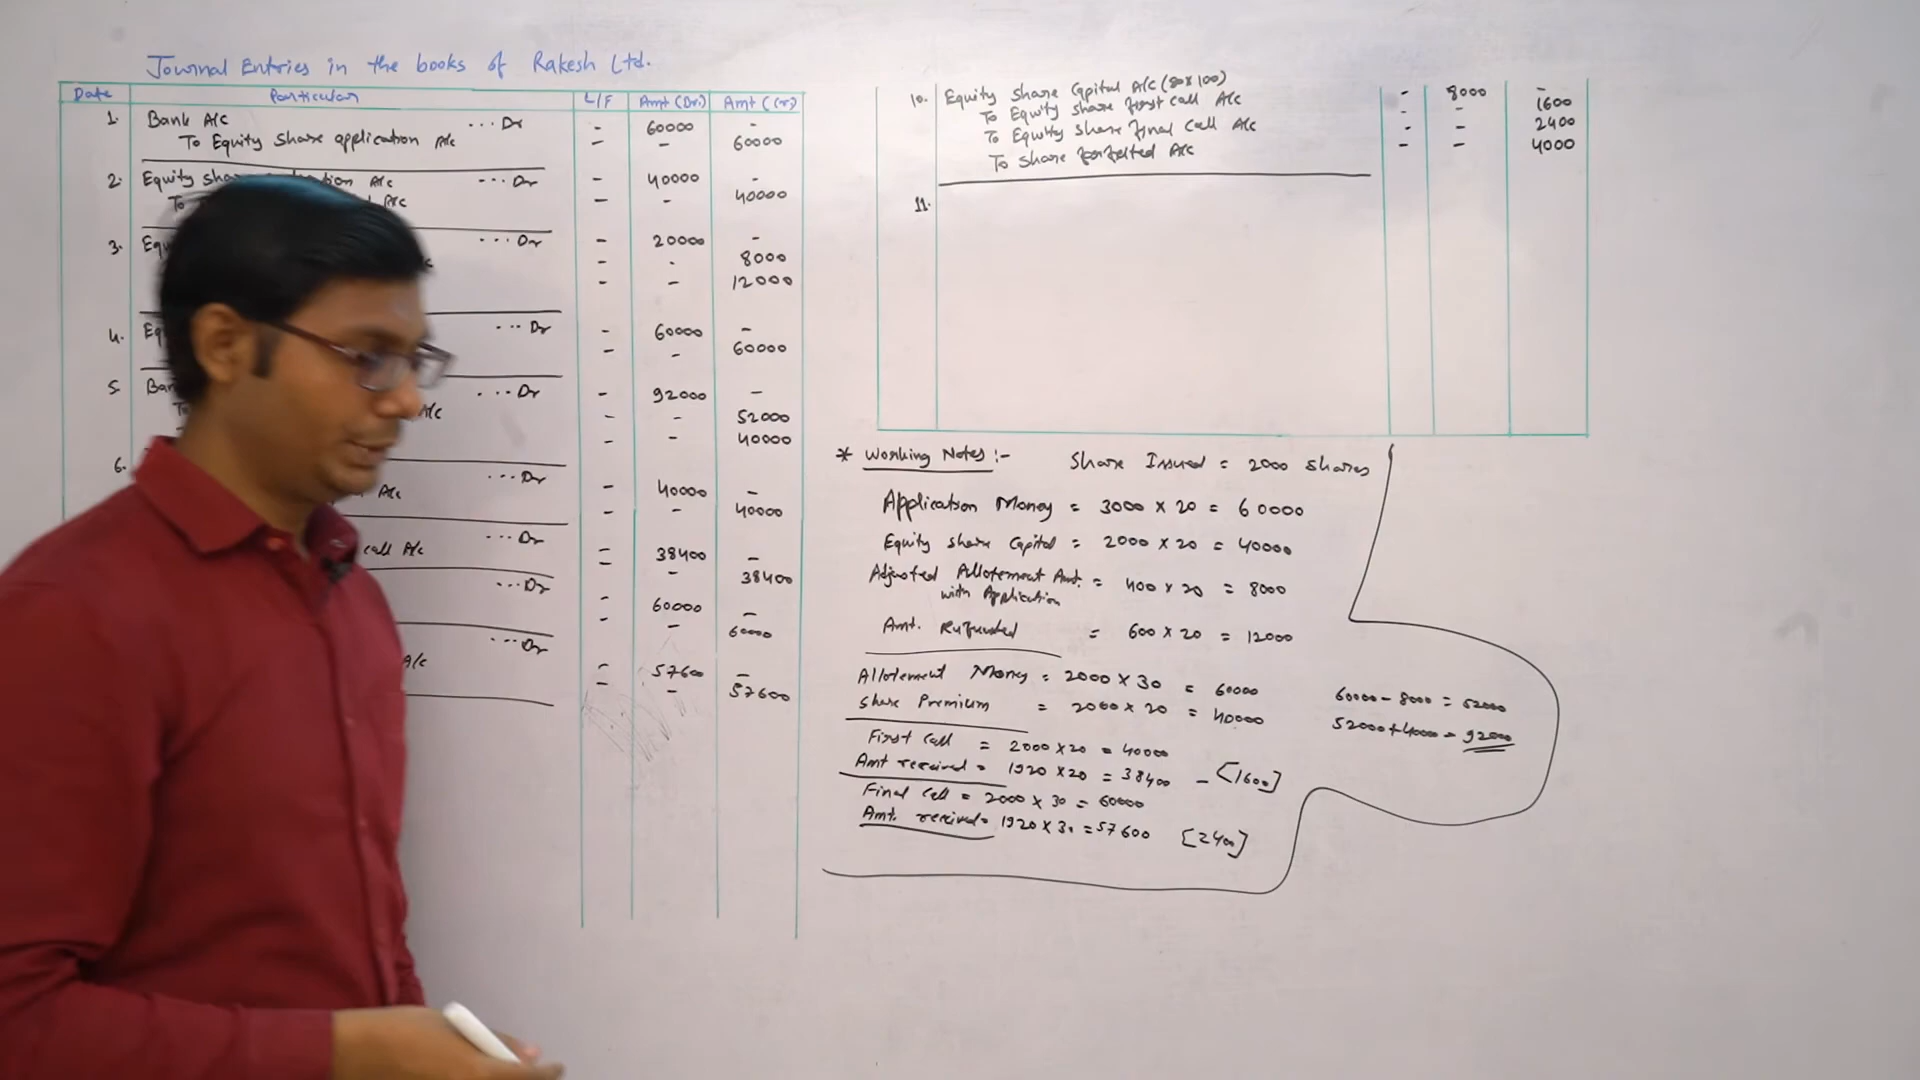 Journal Entries in the books of Rakesh Ltd.
Date Particular L/F Amt (Dr.) Amt (Cr.)
1. Bank A/c ...Dr - 60000 -
To Equity Share application A/c - - 60000
2. Equity ...Dr - 40000 -
To A/c - - 40000
3. ...Dr - 20000 -
- - 8000
- - 12000
4. ...Dr - 60000 -
- - 60000
5. ...Dr - 92000 -
A/c - - 52000
- - 40000
6. ...Dr - 40000 -
A/c - - 40000
...Dr - 38400 -
call A/c - - 38400
...Dr - 60000 -
- - 60000
...Dr - 57600 -
A/c - - 57600
10. Equity Share Capital A/c (80x100) - 8000 -
To Equity share first call A/c - - 1600
To Equity share final call A/c - - 2400
To Share forfeited A/c - - 4000
11.
* Working Notes :- Share Issued = 2000 shares
Application Money = 3000 x 20 = 60000
Equity share Capital = 2000 x 20 = 40000
Adjusted Allotement Amt. = 400 x 20 = 8000
with Application
Amt. Refunded = 600 x 20 = 12000
Allotement Money = 2000 x 30 = 60000
Share Premium = 2000 x 20 = 40000
60000 - 8000 = 52000
52000 + 40000 = 92000
First call = 2000 x 20 = 40000
Amt received = 1920 x 20 = 38400 - [1600]
Final call = 2000 x 30 = 60000
Amt. received = 1920 x 30 = 57600 [2400]